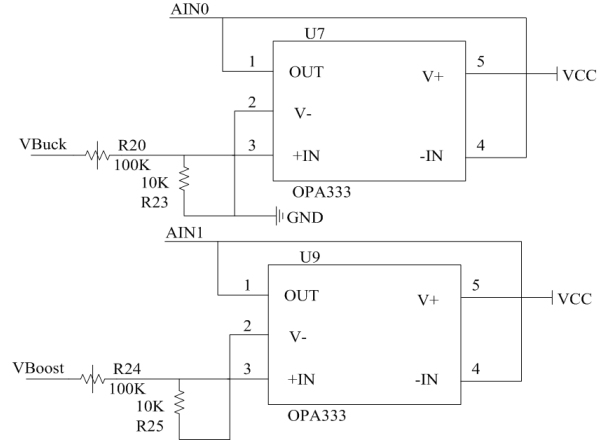 AIN0
U7
1
OUT
V+
5
VCC
2
V-
VBuck
R20
3
+IN
-IN
4
100K
10K
R23
OPA333
GND
AIN1
U9
1
OUT
V+
5
VCC
2
V-
VBoost
R24
3
+IN
-IN
4
100K
10K
R25
OPA333